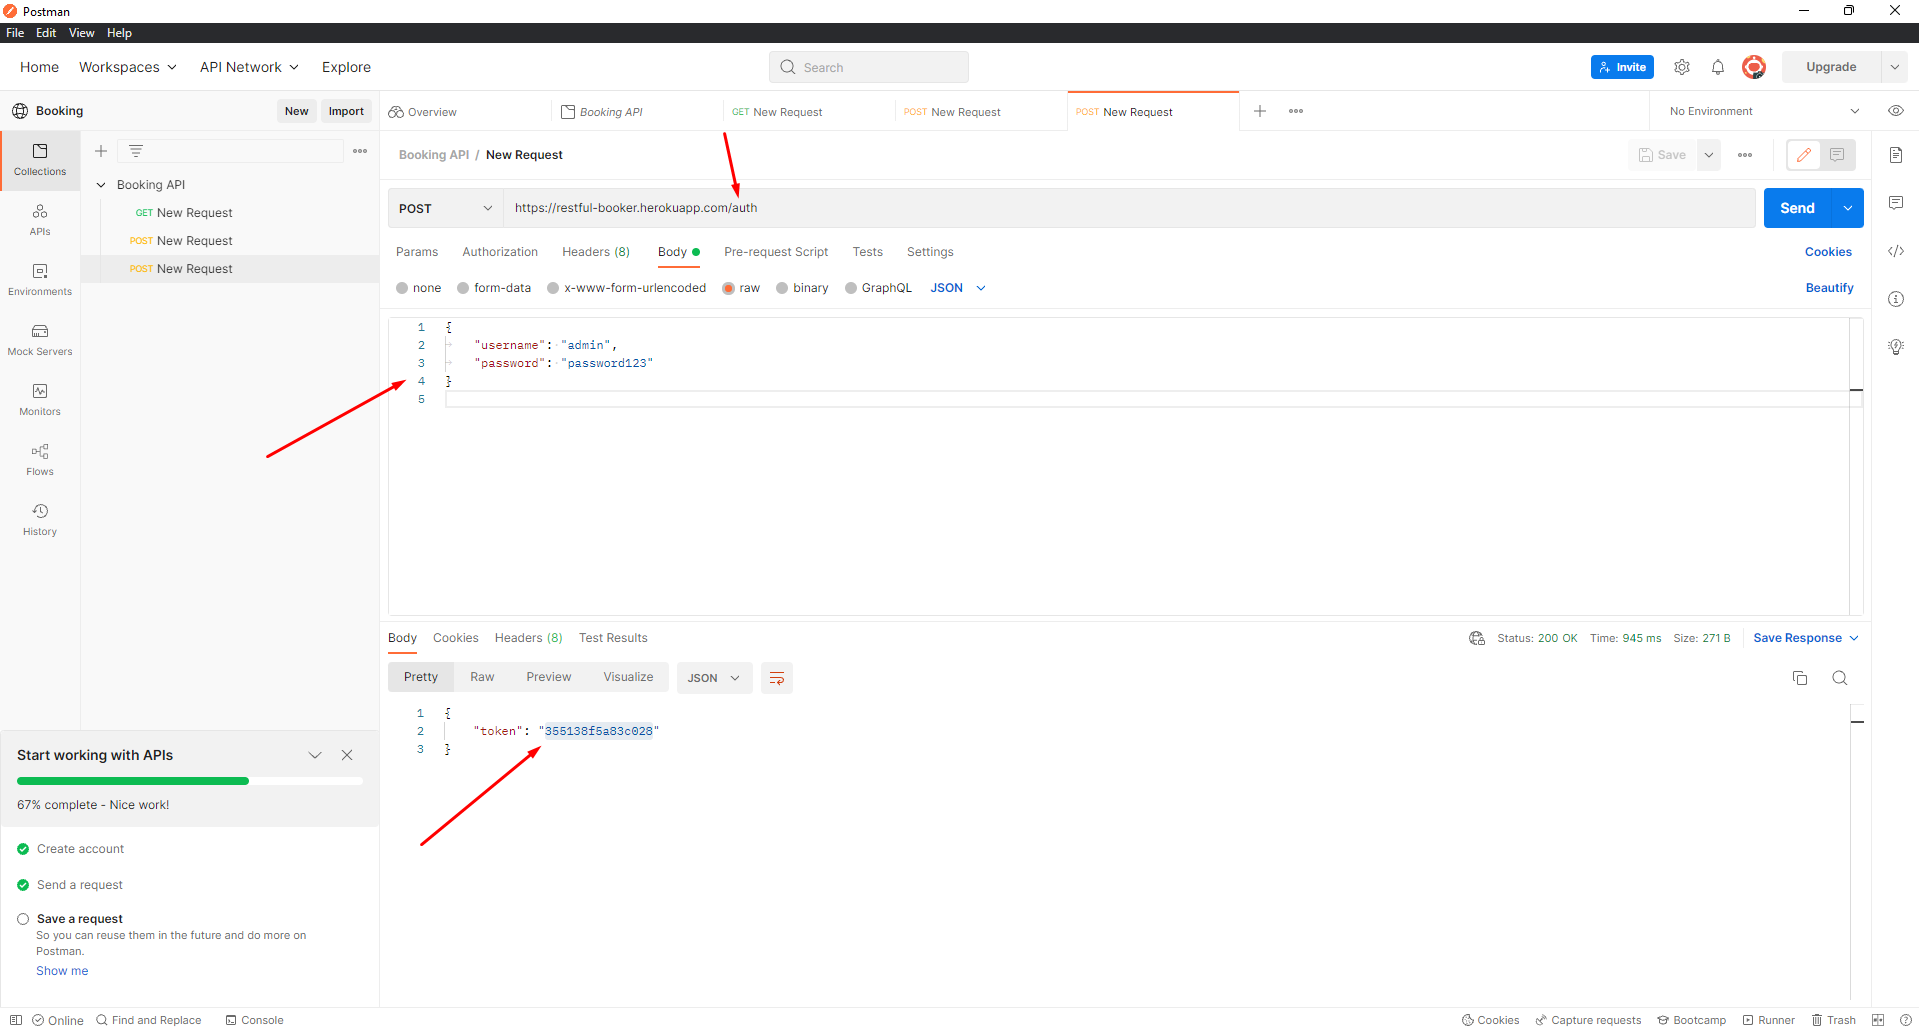 Postman
File Edit View Help
Home Workspaces API Network Explore
Search
Invite
Upgrade
Booking
New Import
Overview
Booking API
GET New Request
POST New Request
POST New Request
No Environment
Collections
APIs
Environments
Mock Servers
Monitors
Flows
History
Booking API
GET New Request
POST New Request
POST New Request
Booking API / New Request
Save
POST
https://restful-booker.herokuapp.com/auth
Send
Params Authorization Headers (8) Body Pre-request Script Tests Settings
Cookies
none form-data x-www-form-urlencoded raw binary GraphQL JSON
Beautify
1 {
2 "username": "admin",
3 "password": "password123"
4 }
5
Body Cookies Headers (8) Test Results
Status: 200 OK Time: 945 ms Size: 271 B
Save Response
Pretty Raw Preview Visualize JSON
1 {
2 "token": "355138f5a83c028"
3 }
Start working with APIs
67% complete - Nice work!
Create account
Send a request
Save a request
So you can reuse them in the future and do more on
Postman.
Show me
Online Find and Replace Console
Cookies Capture requests Bootcamp Runner Trash